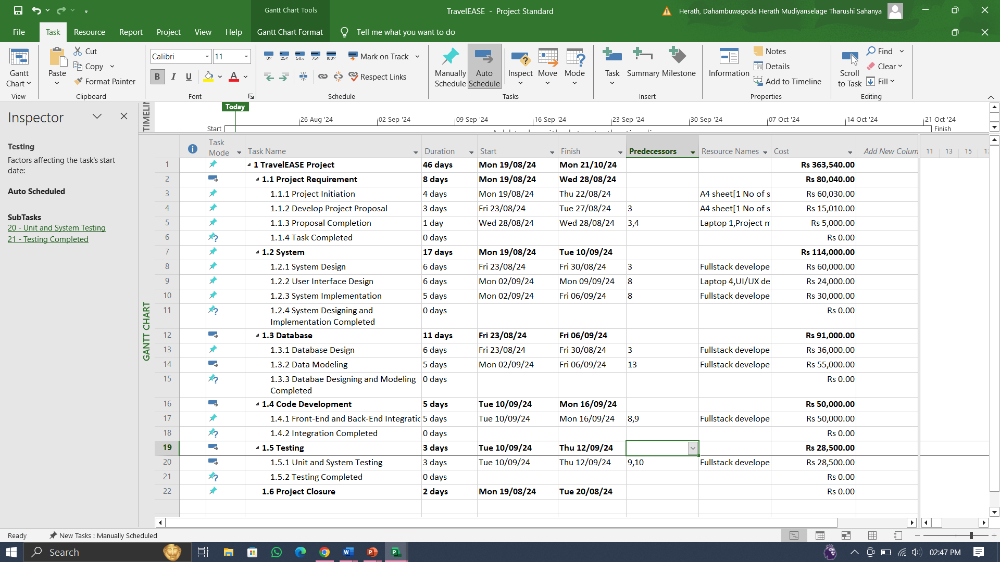 Gantt Chart Tools
TravelEASE - Project Standard
Herath, Dahambuwagoda Herath Mudiyanselage Tharushi Sahanya
File Task Resource Report Project View Help Gantt Chart Format Tell me what you want to do
Gantt Chart
View
Paste
Cut
Copy
Format Painter
Clipboard
Calibri 11
B I U A
Font
0% 25% 50% 75% 100%
Mark on Track
Respect Links
Schedule
Manually Schedule
Auto Schedule
Inspect
Move
Mode
Tasks
Task
Summary
Milestone
Insert
Information
Notes
Details
Add to Timeline
Properties
Scroll to Task
Find
Clear
Fill
Editing
Inspector
Testing
Factors affecting the task's start
date:
Auto Scheduled
SubTasks
20 - Unit and System Testing
21 - Testing Completed
TIMELIN
Today
26 Aug '24 02 Sep '24 09 Sep '24 16 Sep '24 23 Sep '24 30 Sep '24 07 Oct '24 14 Oct '24 21 Oct '24
Start
Finish
GANTT CHART
Task Mode Task Name Duration Start Finish Predecessors Resource Names Cost Add New Colum 11 13 15 17
1 1 TravelEASE Project 46 days Mon 19/08/24 Mon 21/10/24 Rs 363,540.00
2 1.1 Project Requirement 8 days Mon 19/08/24 Wed 28/08/24 Rs 80,040.00
3 1.1.1 Project Initiation 4 days Mon 19/08/24 Thu 22/08/24 A4 sheet[1 No of s Rs 60,030.00
4 1.1.2 Develop Project Proposal 3 days Fri 23/08/24 Tue 27/08/24 3 A4 sheet[1 No of s Rs 15,010.00
5 1.1.3 Proposal Completion 1 day Wed 28/08/24 Wed 28/08/24 3,4 Laptop 1,Project m Rs 5,000.00
6 1.1.4 Task Completed 0 days Rs 0.00
7 1.2 System 17 days Mon 19/08/24 Tue 10/09/24 Rs 114,000.00
8 1.2.1 System Design 6 days Fri 23/08/24 Fri 30/08/24 3 Fullstack develope Rs 60,000.00
9 1.2.2 User Interface Design 6 days Mon 02/09/24 Mon 09/09/24 8 Laptop 4,UI/UX de Rs 24,000.00
10 1.2.3 System Implementation 5 days Mon 02/09/24 Fri 06/09/24 8 Fullstack develope Rs 30,000.00
11 1.2.4 System Designing and 0 days Rs 0.00
Implementation Completed
12 1.3 Database 11 days Fri 23/08/24 Fri 06/09/24 Rs 91,000.00
13 1.3.1 Database Design 6 days Fri 23/08/24 Fri 30/08/24 3 Fullstack develope Rs 36,000.00
14 1.3.2 Data Modeling 5 days Mon 02/09/24 Fri 06/09/24 13 Fullstack develope Rs 55,000.00
15 1.3.3 Databae Designing and Modeling 0 days Rs 0.00
Completed
16 1.4 Code Development 5 days Tue 10/09/24 Mon 16/09/24 Rs 50,000.00
17 1.4.1 Front-End and Back-End Integratic 5 days Tue 10/09/24 Mon 16/09/24 8,9 Fullstack develope Rs 50,000.00
18 1.4.2 Integration Completed 0 days Rs 0.00
19 1.5 Testing 3 days Tue 10/09/24 Thu 12/09/24 Rs 28,500.00
20 1.5.1 Unit and System Testing 3 days Tue 10/09/24 Thu 12/09/24 9,10 Fullstack develope Rs 28,500.00
21 1.5.2 Testing Completed 0 days Rs 0.00
22 1.6 Project Closure 2 days Mon 19/08/24 Tue 20/08/24 Rs 0.00
Ready New Tasks : Manually Scheduled
Search 02:47 PM